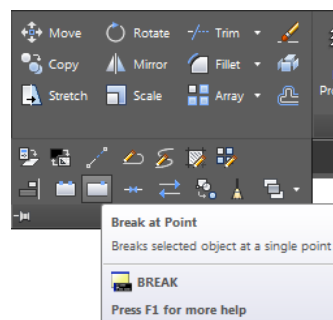 Move Rotate Trim
Copy Mirror Fillet
Stretch Scale Array
Break at Point
Breaks selected object at a single point
BREAK
Press F1 for more help